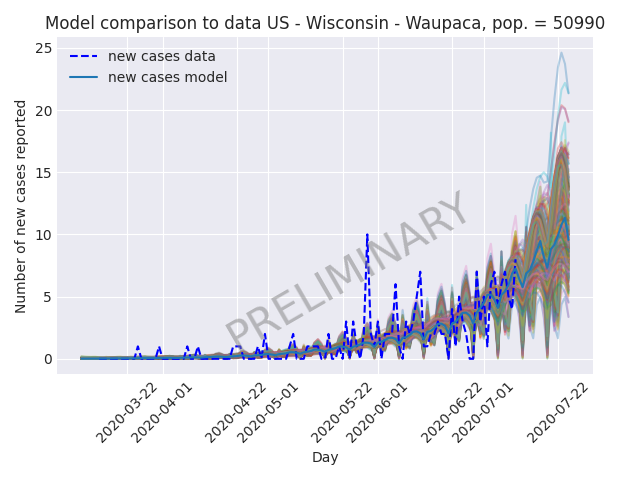 Model comparison to data US - Wisconsin - Waupaca, pop. = 50990
new cases data
new cases model
PRELIMINARY
Number of new cases reported
25
20
15
10
5
0
2020-03-22
2020-04-01
2020-04-22
2020-05-01
2020-05-22
2020-06-01
2020-06-22
2020-07-01
2020-07-22
Day